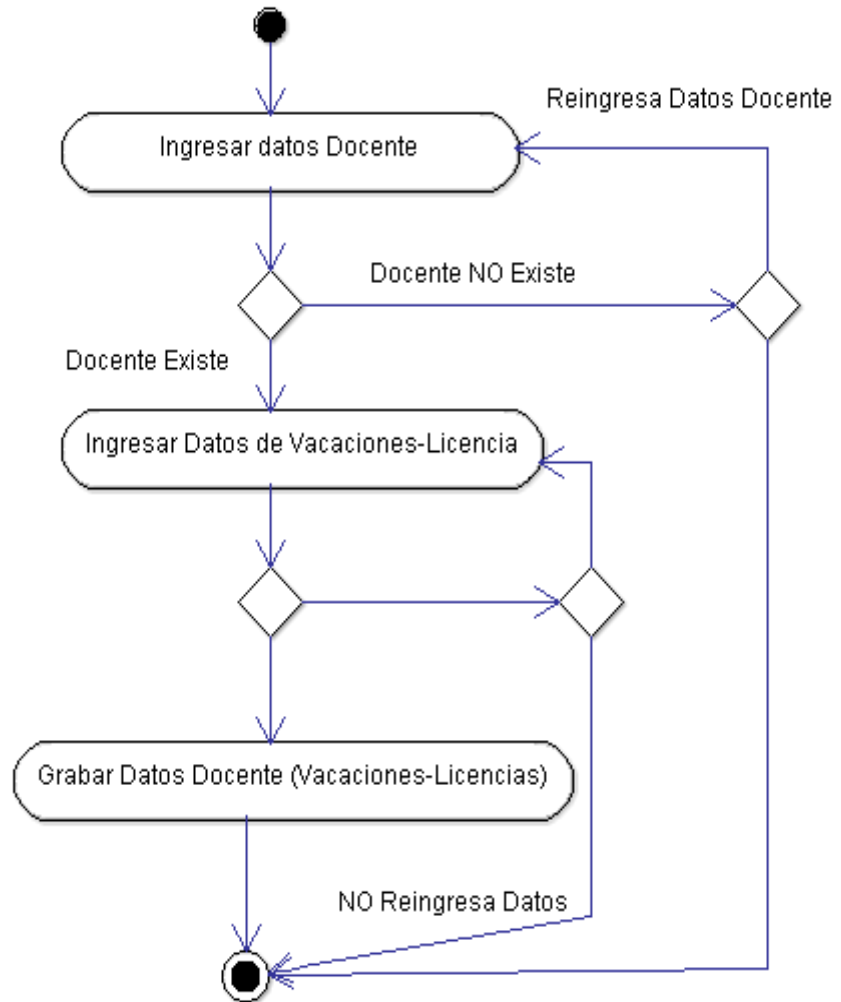 Reingresa Datos Docente
Ingresar datos Docente
Docente NO Existe
Docente Existe
Ingresar Datos de Vacaciones-Licencia
Grabar Datos Docente (Vacaciones-Licencias)
NO Reingresa Datos